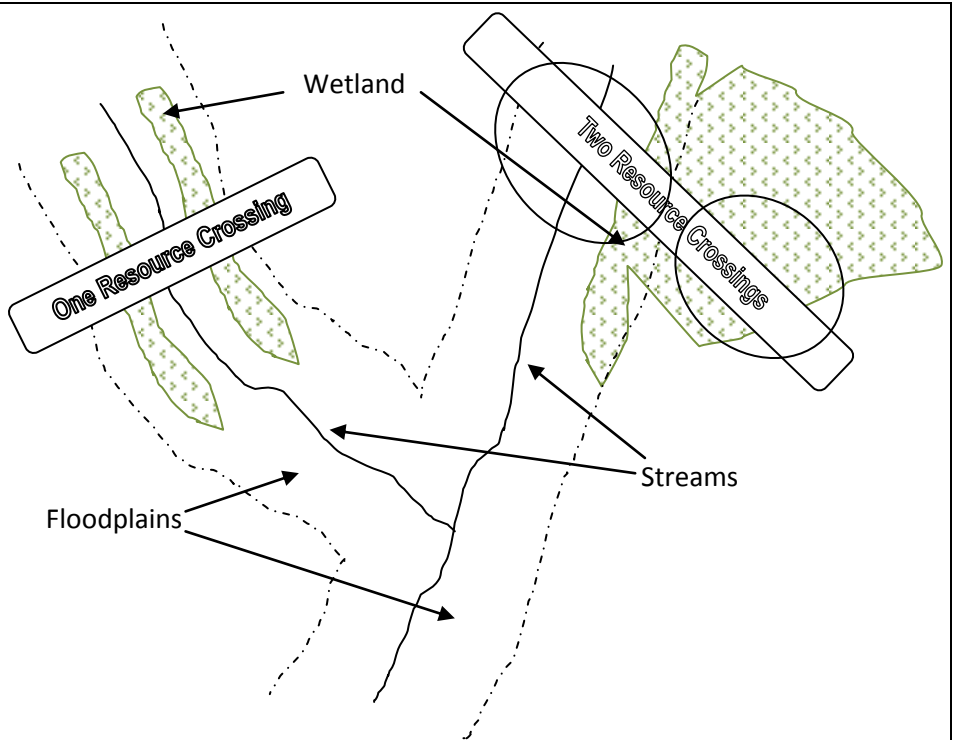 Wetland
One Resource Crossing
Two Resource Crossings
Streams
Floodplains